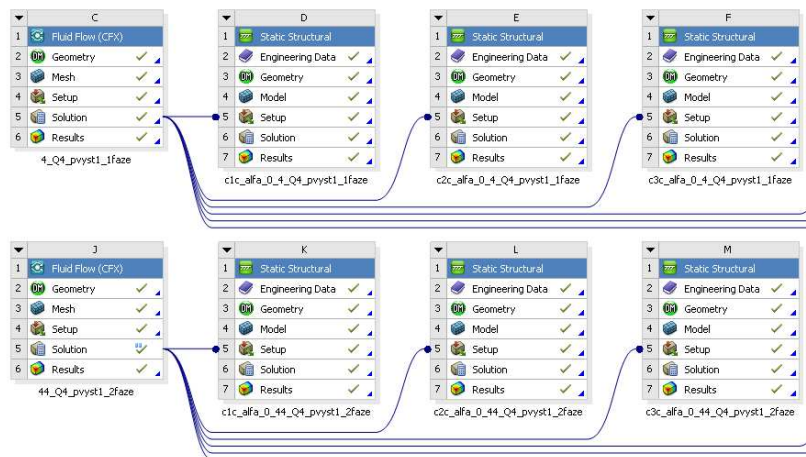 C
1 Fluid Flow (CFX)
2 Geometry
3 Mesh
4 Setup
5 Solution
6 Results
4_Q4_pvyst1_1faze
D
1 Static Structural
2 Engineering Data
3 Geometry
4 Model
5 Setup
6 Solution
7 Results
c1c_alfa_0_4_Q4_pvyst1_1faze
E
1 Static Structural
2 Engineering Data
3 Geometry
4 Model
5 Setup
6 Solution
7 Results
c2c_alfa_0_4_Q4_pvyst1_1faze
F
1 Static Structural
2 Engineering Data
3 Geometry
4 Model
5 Setup
6 Solution
7 Results
c3c_alfa_0_4_Q4_pvyst1_1faze
J
1 Fluid Flow (CFX)
2 Geometry
3 Mesh
4 Setup
5 Solution
6 Results
44_Q4_pvyst1_2faze
K
1 Static Structural
2 Engineering Data
3 Geometry
4 Model
5 Setup
6 Solution
7 Results
c1c_alfa_0_44_Q4_pvyst1_2faze
L
1 Static Structural
2 Engineering Data
3 Geometry
4 Model
5 Setup
6 Solution
7 Results
c2c_alfa_0_44_Q4_pvyst1_2faze
M
1 Static Structural
2 Engineering Data
3 Geometry
4 Model
5 Setup
6 Solution
7 Results
c3c_alfa_0_44_Q4_pvyst1_2faze